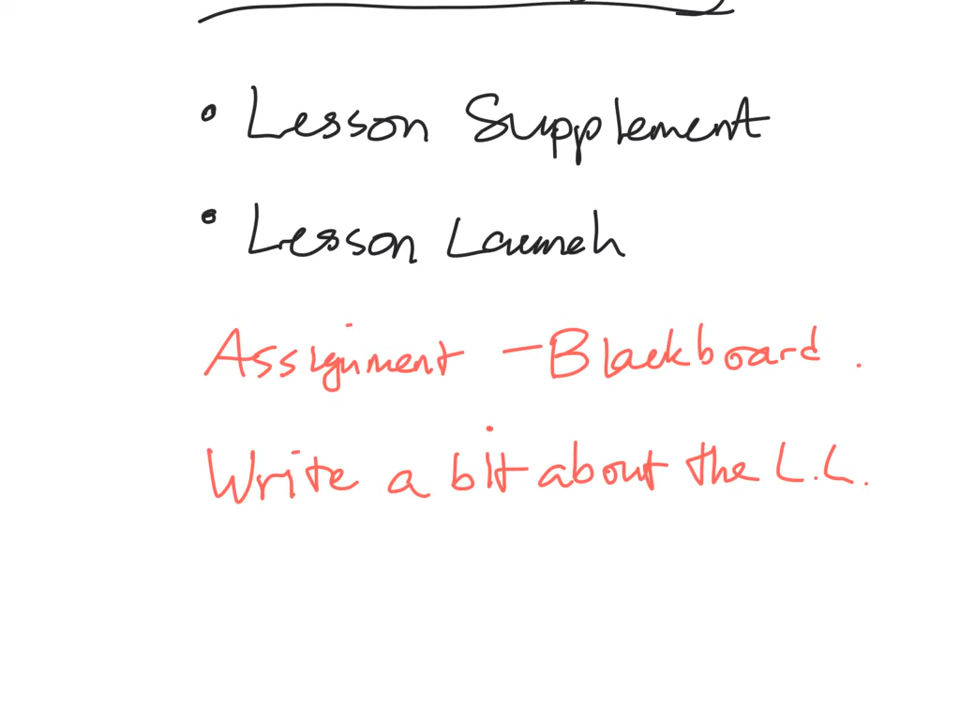 • Lesson Supplement
• Lesson Launch
Assignment - Blackboard.
Write a bit about the L.L.